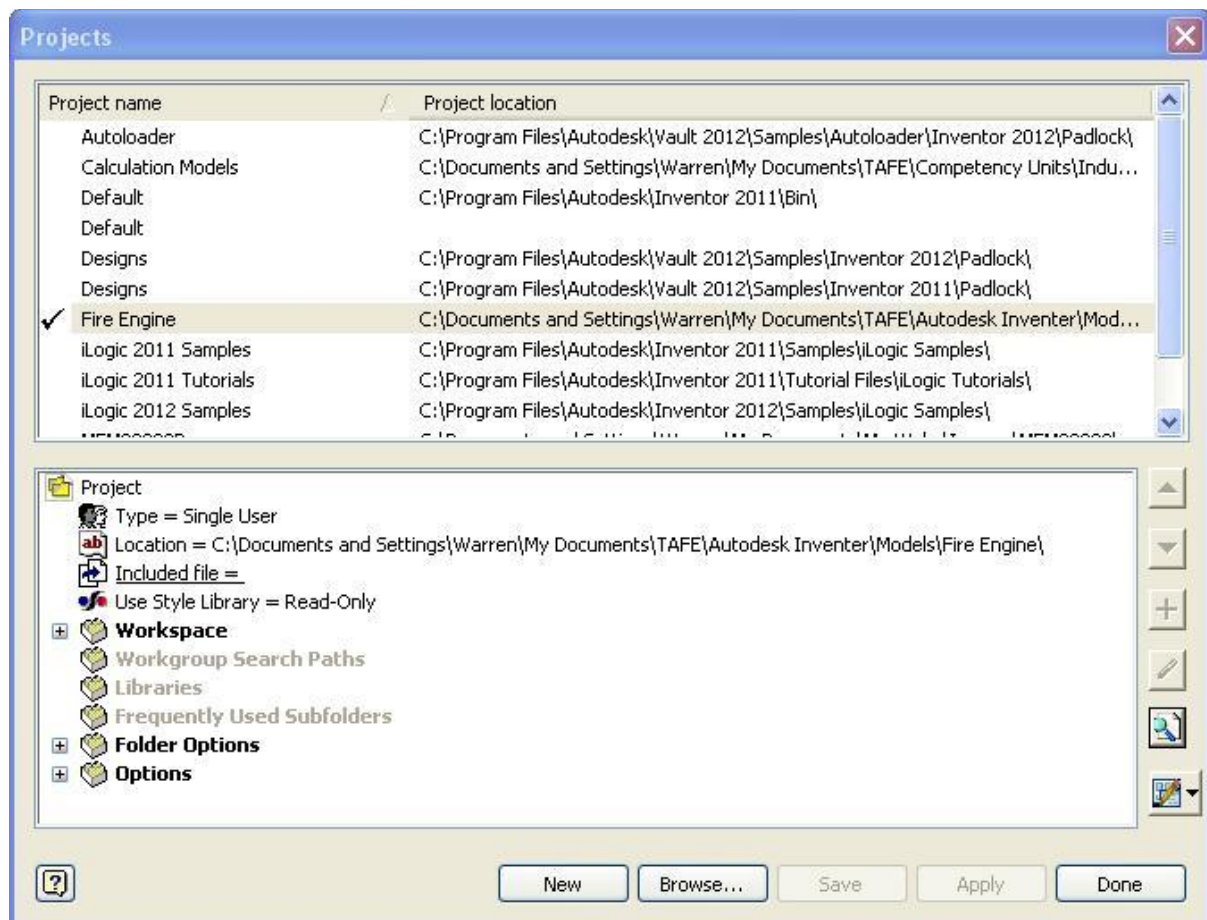 Projects
Project name Project location
Autoloader C:\Program Files\Autodesk\Vault 2012\Samples\Autoloader\Inventor 2012\Padlock\
Calculation Models C:\Documents and Settings\Warren\My Documents\TAFE\Competency Units\Indu...
Default C:\Program Files\Autodesk\Inventor 2011\Bin\
Default
Designs C:\Program Files\Autodesk\Vault 2012\Samples\Inventor 2012\Padlock\
Designs C:\Program Files\Autodesk\Vault 2012\Samples\Inventor 2011\Padlock\
Fire Engine C:\Documents and Settings\Warren\My Documents\TAFE\Autodesk Inventer\Mod...
iLogic 2011 Samples C:\Program Files\Autodesk\Inventor 2011\Samples\iLogic Samples\
iLogic 2011 Tutorials C:\Program Files\Autodesk\Inventor 2011\Tutorial Files\iLogic Tutorials\
iLogic 2012 Samples C:\Program Files\Autodesk\Inventor 2012\Samples\iLogic Samples\
Project
Type = Single User
Location = C:\Documents and Settings\Warren\My Documents\TAFE\Autodesk Inventer\Models\Fire Engine\
Included file =
Use Style Library = Read-Only
Workspace
Workgroup Search Paths
Libraries
Frequently Used Subfolders
Folder Options
Options
New Browse... Save Apply Done